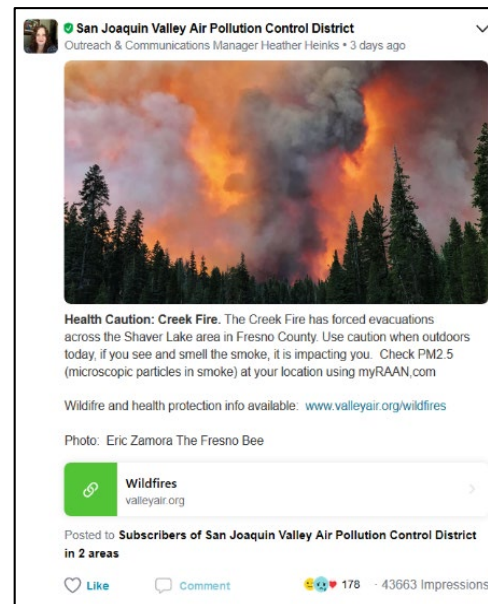 San Joaquin Valley Air Pollution Control District
Outreach & Communications Manager Heather Heinks • 3 days ago
Health Caution: Creek Fire. The Creek Fire has forced evacuations
across the Shaver Lake area in Fresno County. Use caution when outdoors
today, if you see and smell the smoke, it is impacting you. Check PM2.5
(microscopic particles in smoke) at your location using myRAAN,com
Wildifre and health protection info available: www.valleyair.org/wildfires
Photo: Eric Zamora The Fresno Bee
Wildfires
valleyair.org
Posted to Subscribers of San Joaquin Valley Air Pollution Control District
in 2 areas
Like Comment 178 · 43663 Impressions